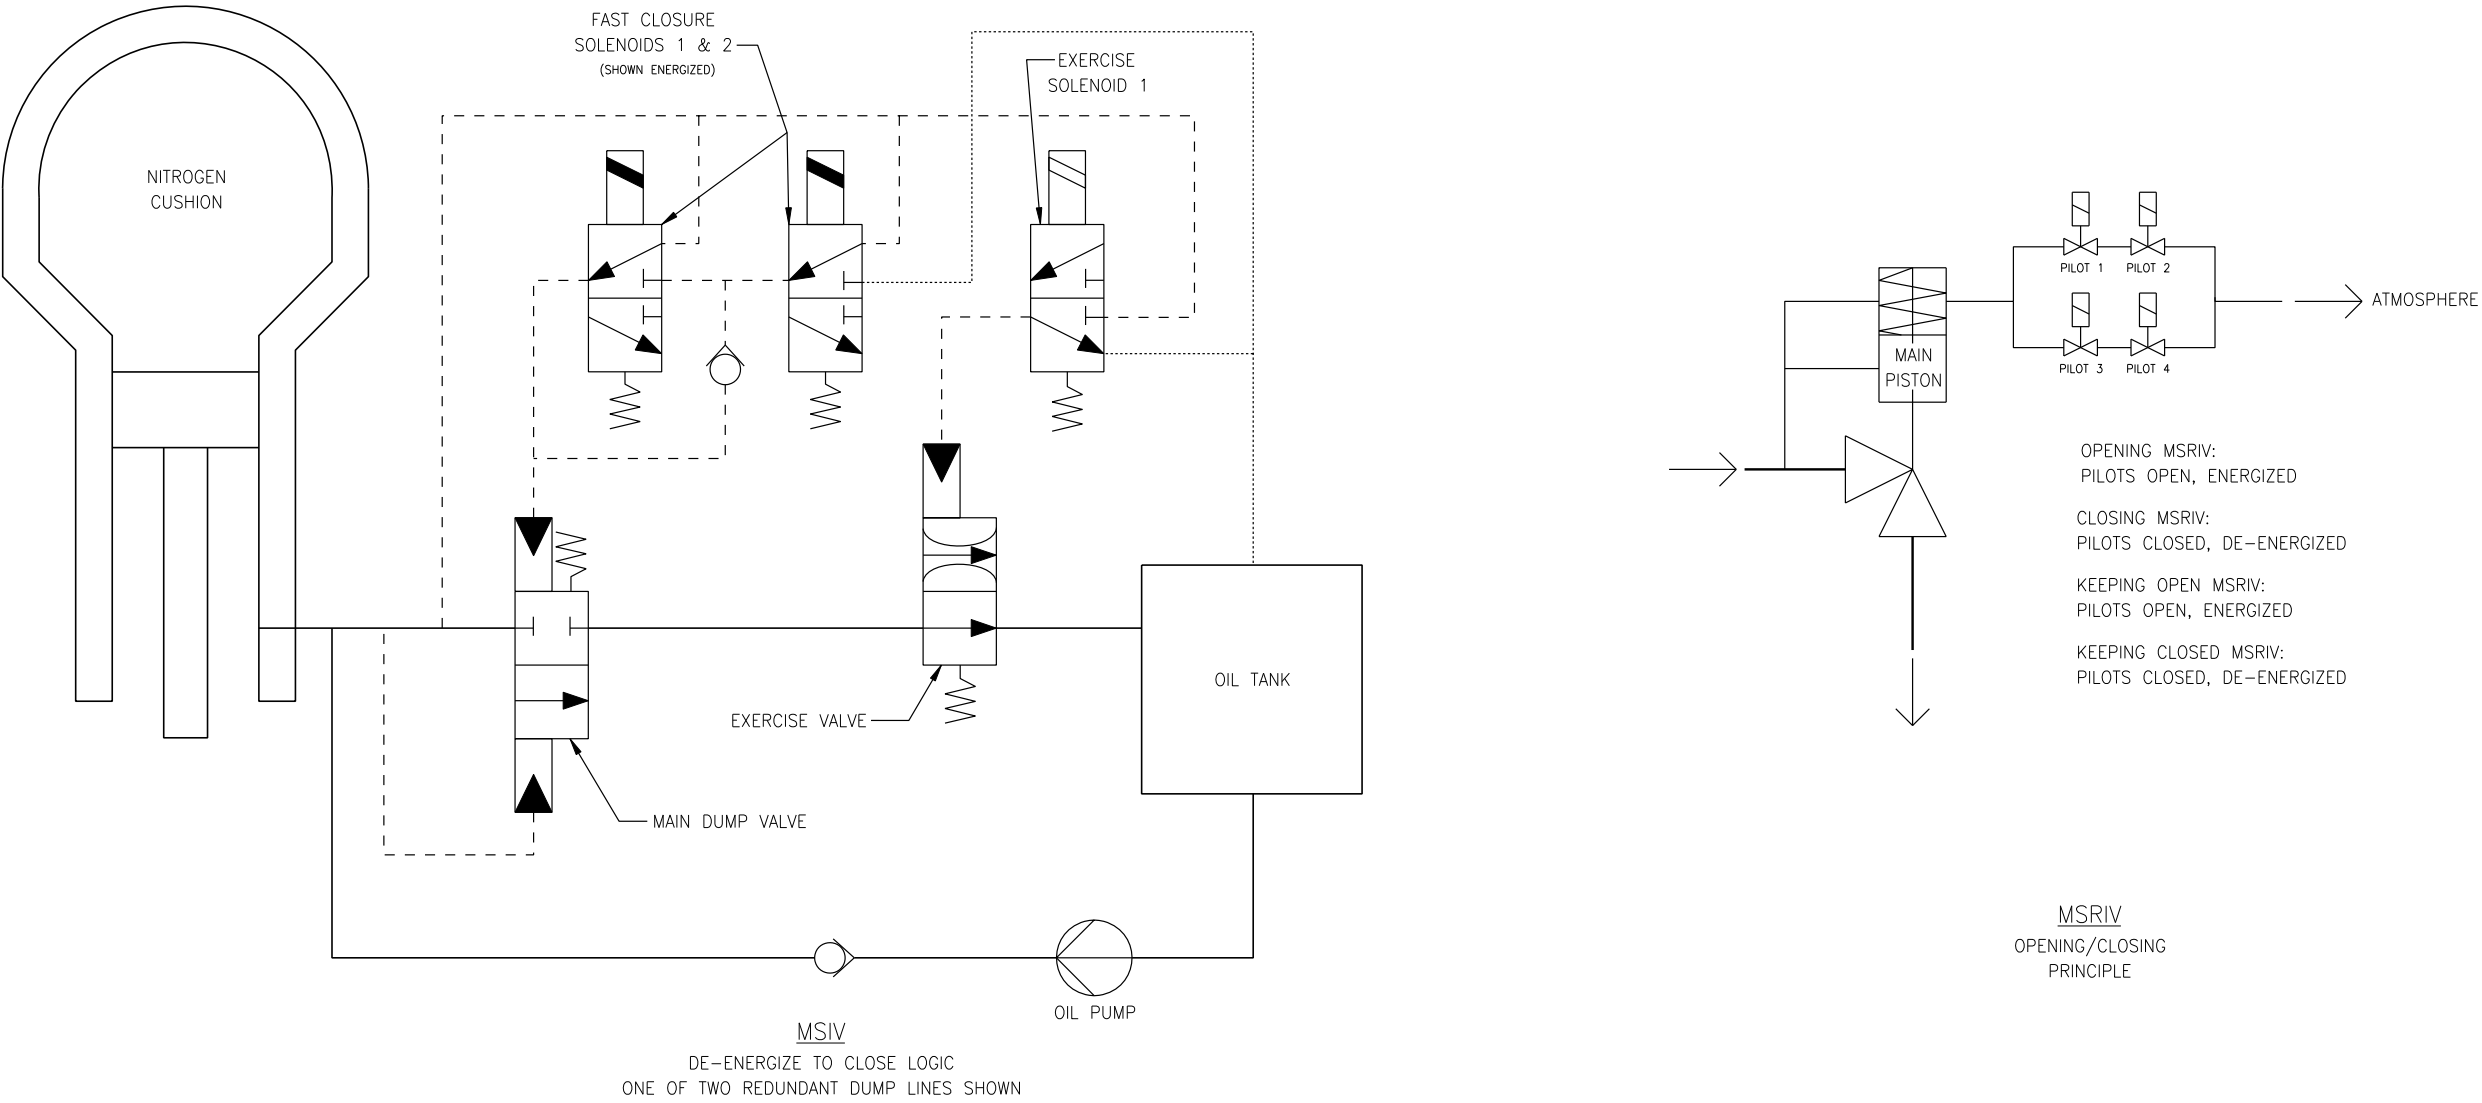 FAST CLOSURE
SOLENOIDS 1 & 2
(SHOWN ENERGIZED)
EXERCISE
SOLENOID 1
NITROGEN
CUSHION
PILOT 1
PILOT 2
ATMOSPHERE
MAIN
PISTON
PILOT 3
PILOT 4
OPENING MSRIV:
PILOTS OPEN, ENERGIZED
CLOSING MSRIV:
PILOTS CLOSED, DE-ENERGIZED
KEEPING OPEN MSRIV:
PILOTS OPEN, ENERGIZED
KEEPING CLOSED MSRIV:
PILOTS CLOSED, DE-ENERGIZED
OIL TANK
EXERCISE VALVE
MAIN DUMP VALVE
OIL PUMP
MSIV
DE-ENERGIZE TO CLOSE LOGIC
ONE OF TWO REDUNDANT DUMP LINES SHOWN
MSRIV
OPENING/CLOSING
PRINCIPLE